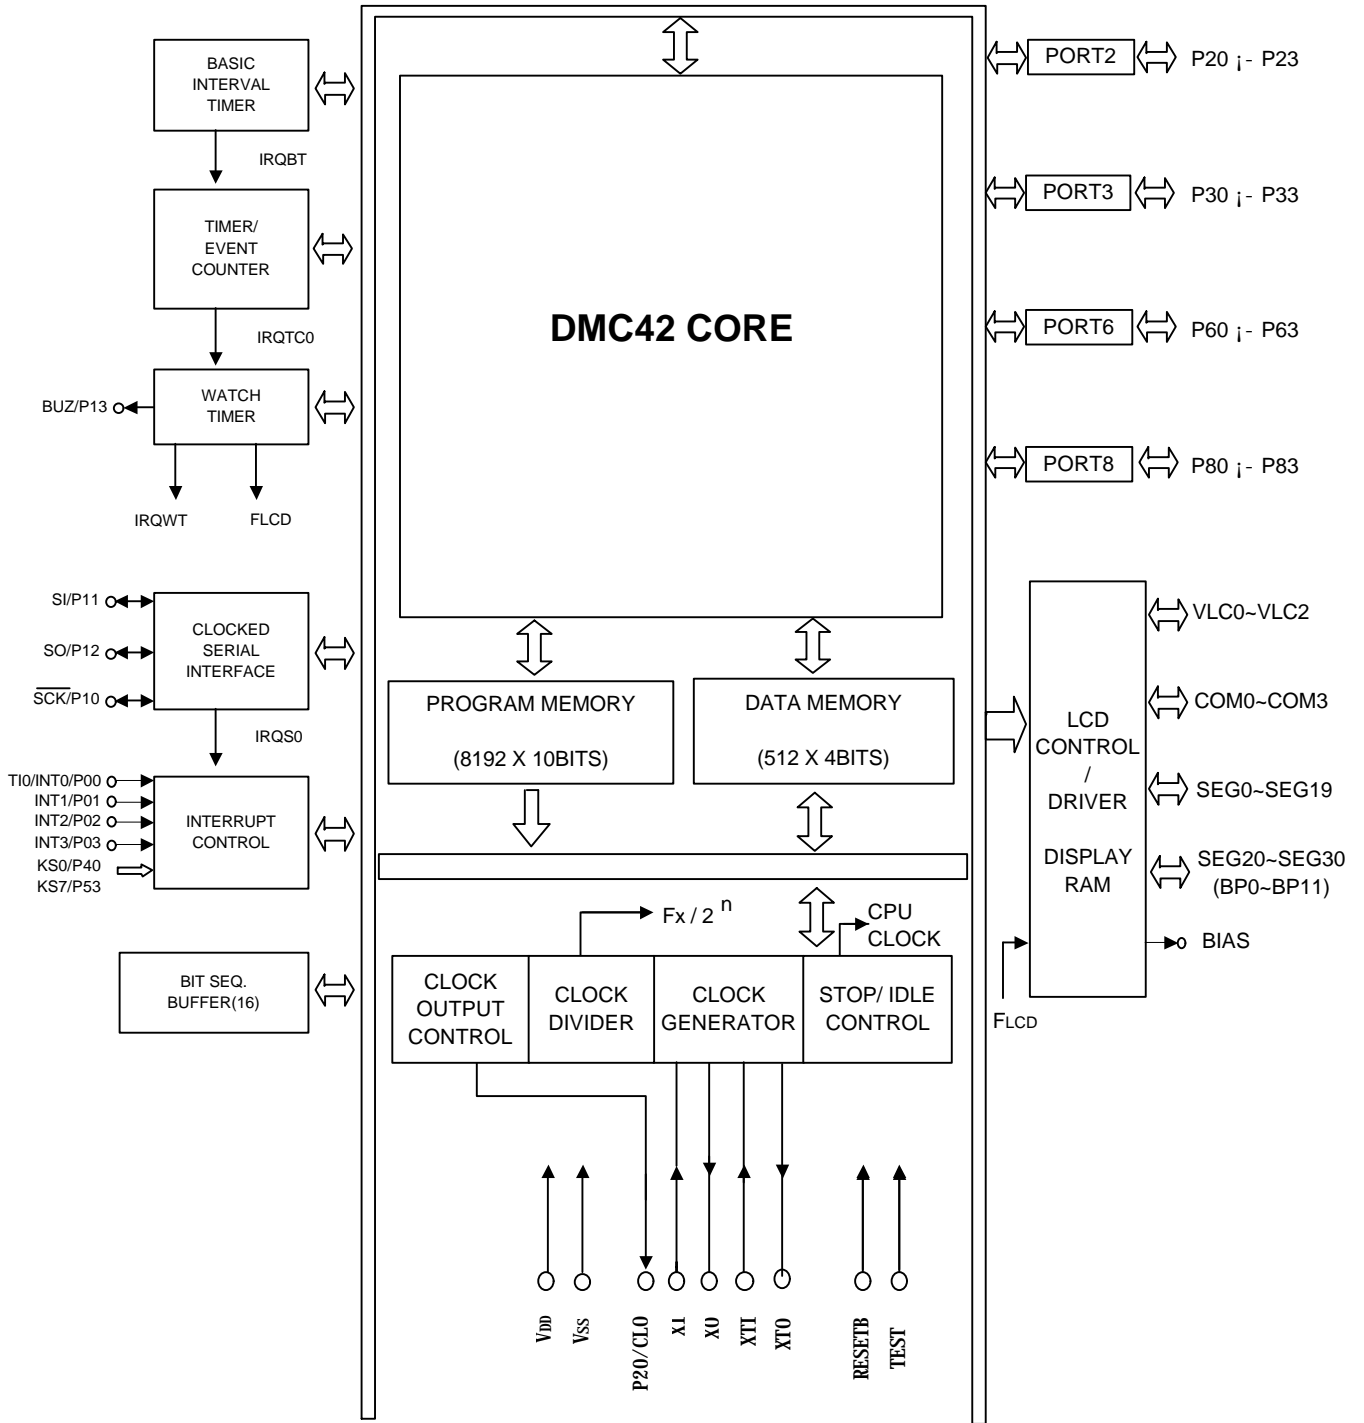 BASIC
INTERVAL
TIMER
IRQBT
TIMER/
EVENT
COUNTER
IRQTC0
BUZ/P13
WATCH
TIMER
IRQWT
FLCD
SI/P11
SO/P12
SCK/P10
CLOCKED
SERIAL
INTERFACE
IRQS0
TI0/INT0/P00
INT1/P01
INT2/P02
INT3/P03
KS0/P40
KS7/P53
INTERRUPT
CONTROL
BIT SEQ.
BUFFER(16)
DMC42 CORE
PROGRAM MEMORY
(8192 X 10BITS)
DATA MEMORY
(512 X 4BITS)
Fx / 2 n
CPU
CLOCK
CLOCK
OUTPUT
CONTROL
CLOCK
DIVIDER
CLOCK
GENERATOR
STOP/ IDLE
CONTROL
VDD
VSS
P20/CLO
XI
XO
XTI
XTO
RESETB
TEST
PORT2
P20 ¡- P23
PORT3
P30 ¡- P33
PORT6
P60 ¡- P63
PORT8
P80 ¡- P83
LCD
CONTROL
/
DRIVER
DISPLAY
RAM
VLC0~VLC2
COM0~COM3
SEG0~SEG19
SEG20~SEG30
(BP0~BP11)
BIAS
FLCD